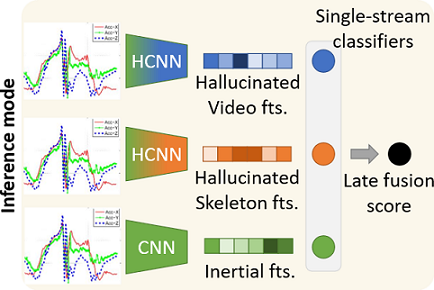 Single-stream
classifiers
Inference mode
Acc-X
Acc-Y
Acc-Z
HCNN
Hallucinated
Video fts.
Acc-X
Acc-Y
Acc-Z
HCNN
Hallucinated
Skeleton fts.
Late fusion
score
Acc-X
Acc-Y
Acc-Z
CNN
Inertial fts.